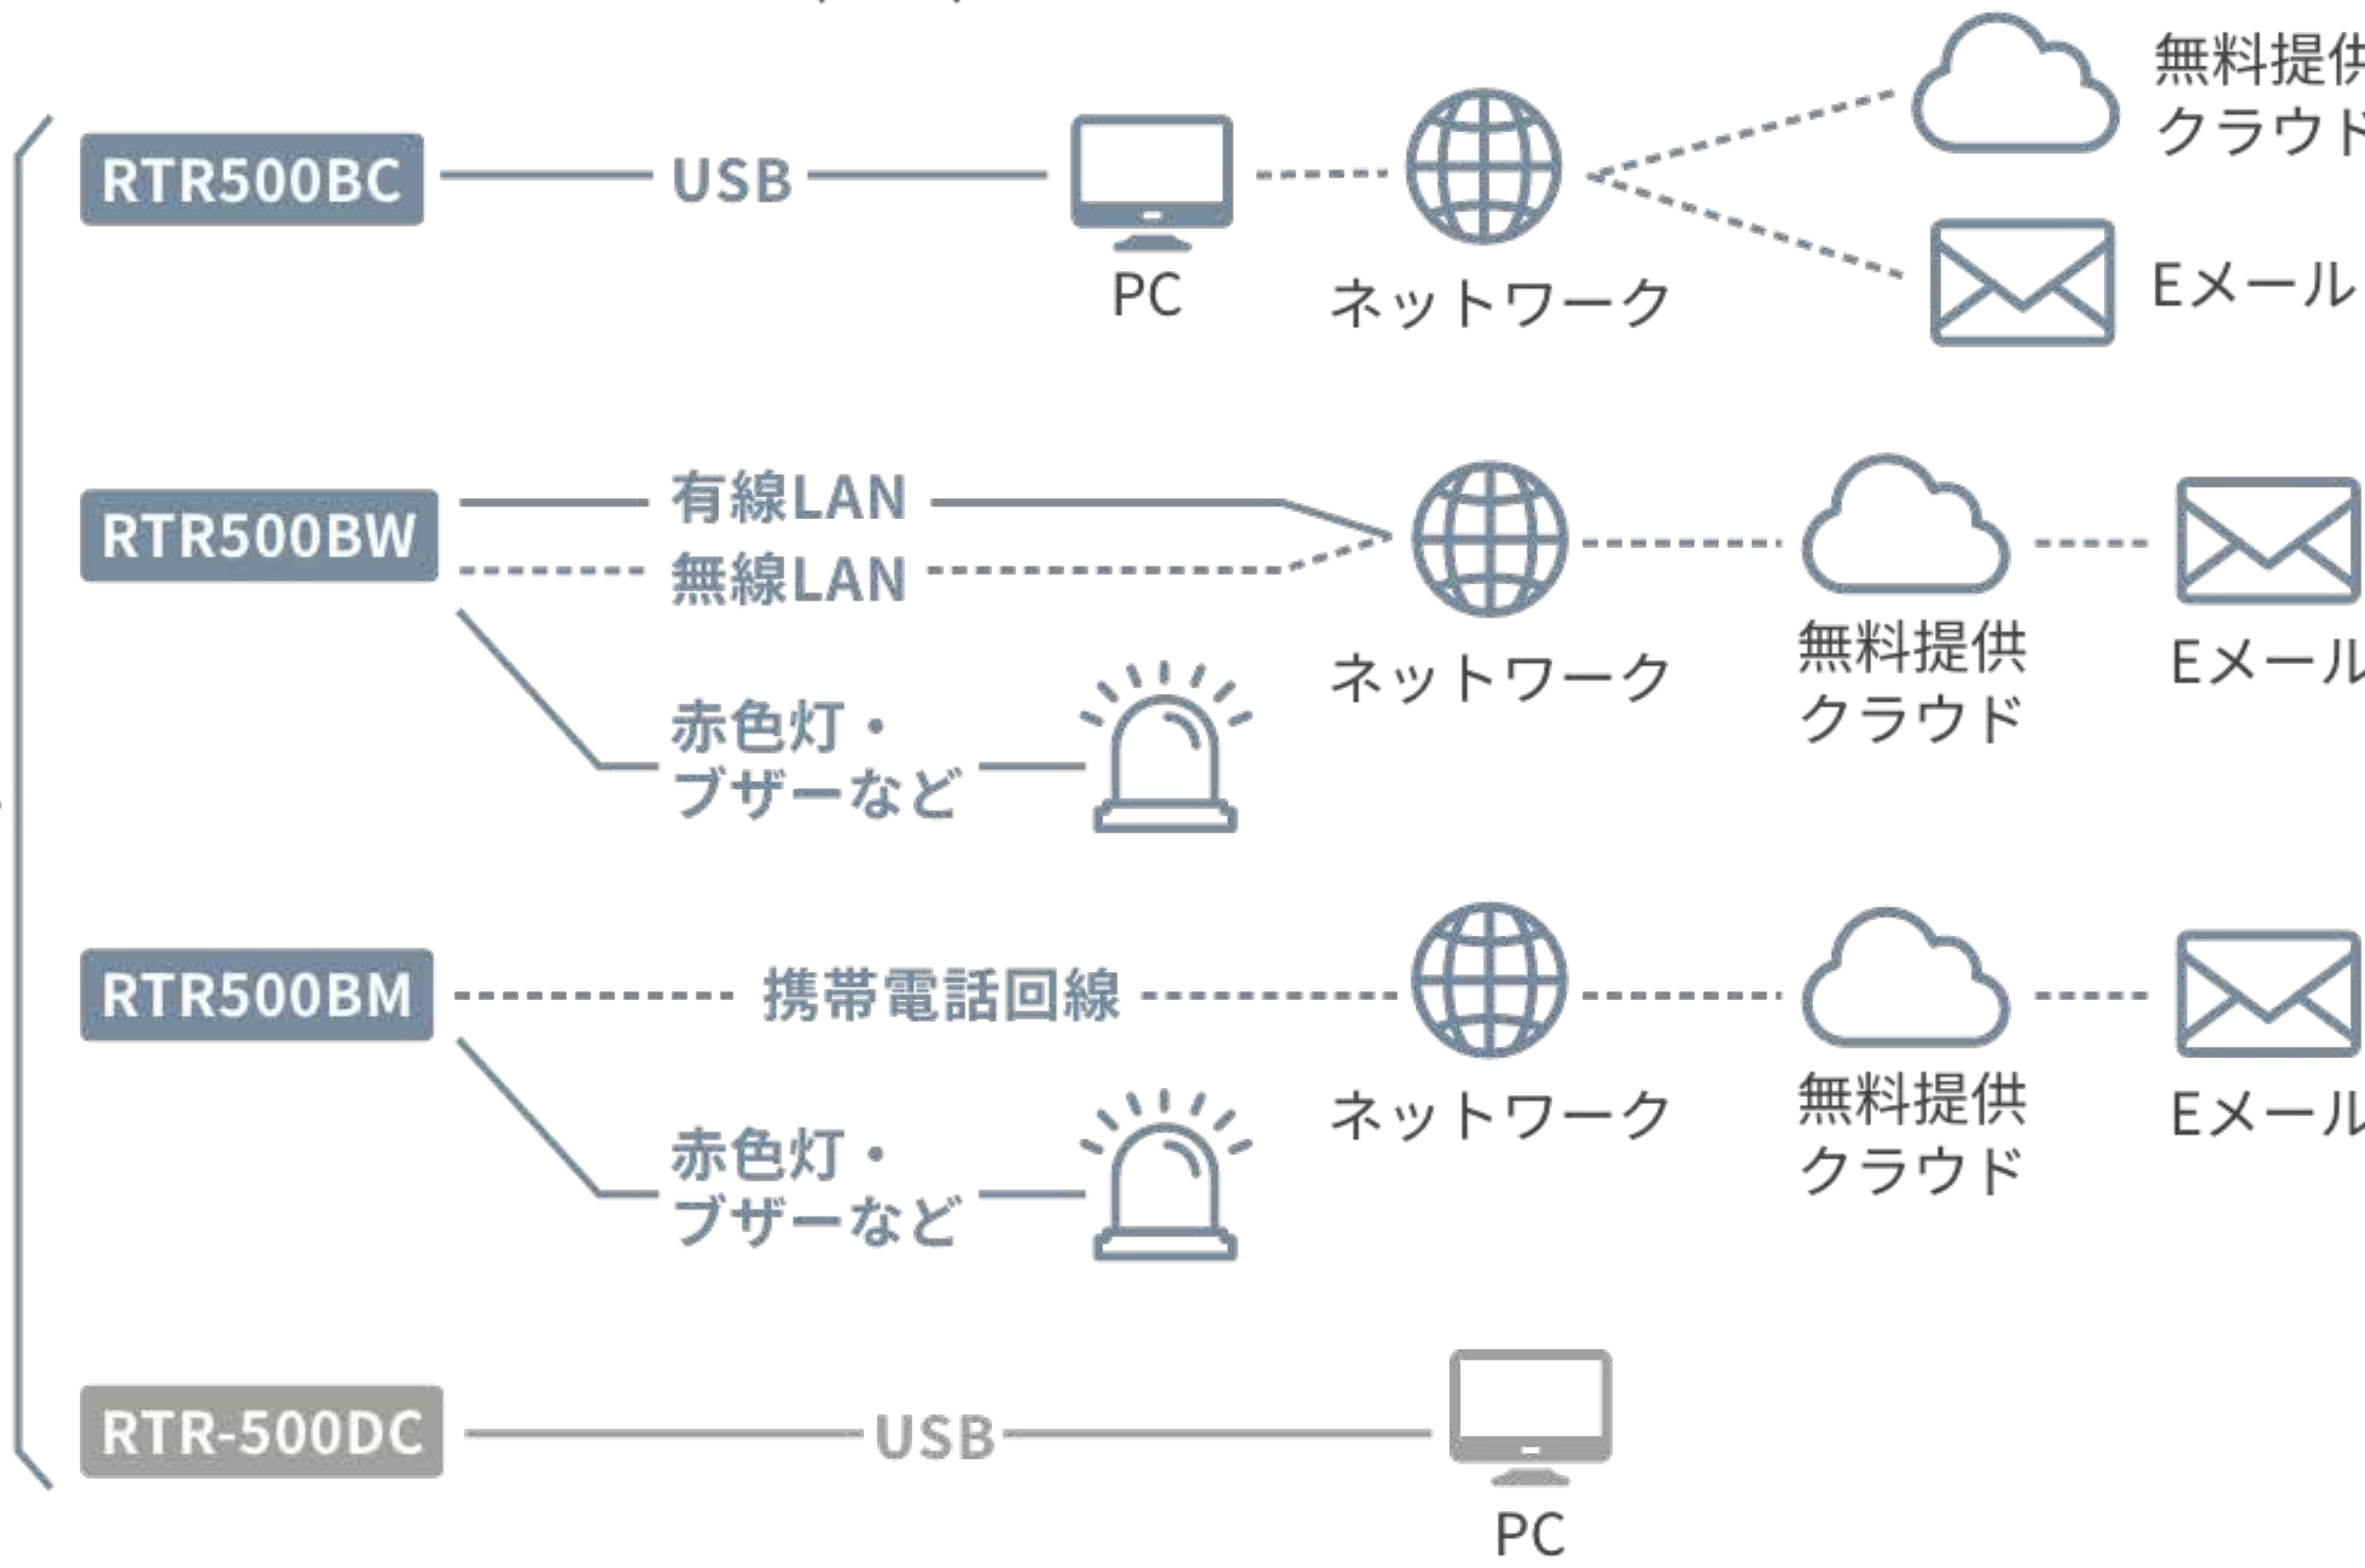 RTR500BC
USB
PC
ネットワーク
無料提供
クラウド
Eメール
RTR500BW
有線LAN
無線LAN
赤色灯・
ブザーなど
ネットワーク
無料提供
クラウド
Eメール
RTR500BM
携帯電話回線
赤色灯・
ブザーなど
ネットワーク
無料提供
クラウド
Eメール
RTR-500DC
USB
PC